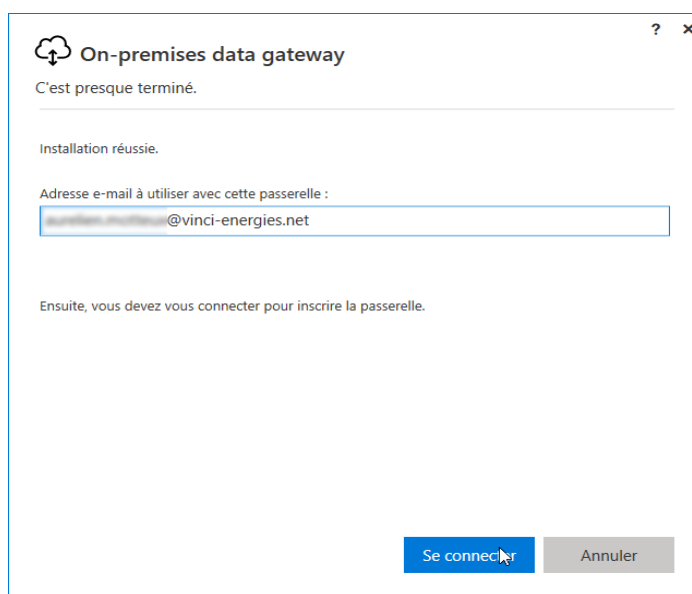 ? ×
On-premises data gateway
C'est presque terminé.
Installation réussie.
Adresse e-mail à utiliser avec cette passerelle :
@vinci-energies.net
Ensuite, vous devez vous connecter pour inscrire la passerelle.
Se connecter Annuler